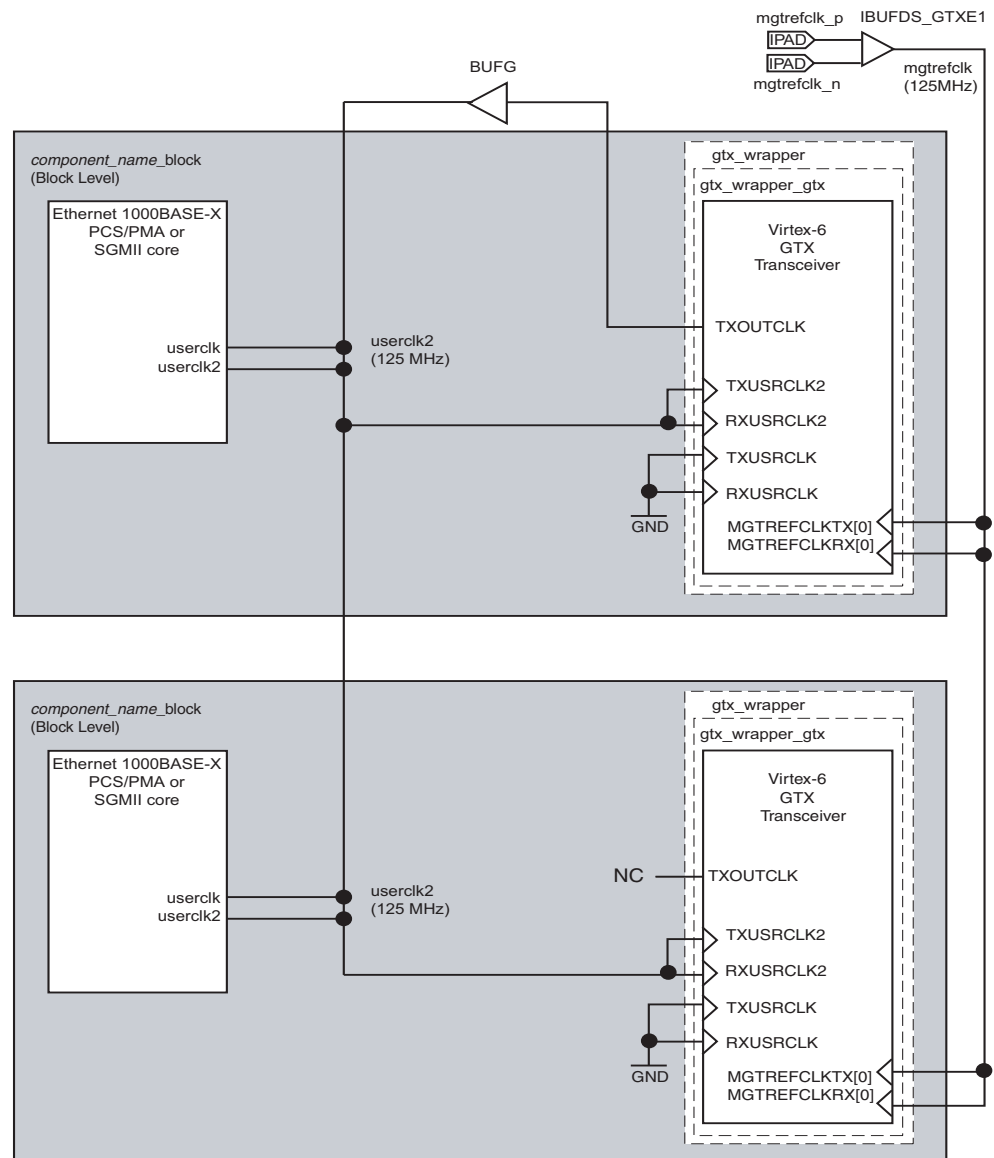 mgtrefclk_p
IBUFDS_GTXE1
IPAD
IPAD
mgtrefclk_n
mgtrefclk
(125MHz)
BUFG
component_name_block
(Block Level)
Ethernet 1000BASE-X
PCS/PMA or
SGMII core
userclk
userclk2
userclk2
(125 MHz)
gtx_wrapper
gtx_wrapper_gtx
Virtex-6
GTX
Transceiver
TXOUTCLK
TXUSRCLK2
RXUSRCLK2
TXUSRCLK
RXUSRCLK
GND
MGTREFCLKTX[0]
MGTREFCLKRX[0]
component_name_block
(Block Level)
Ethernet 1000BASE-X
PCS/PMA or
SGMII core
userclk
userclk2
userclk2
(125 MHz)
gtx_wrapper
gtx_wrapper_gtx
Virtex-6
GTX
Transceiver
NC
TXOUTCLK
TXUSRCLK2
RXUSRCLK2
TXUSRCLK
RXUSRCLK
GND
MGTREFCLKTX[0]
MGTREFCLKRX[0]